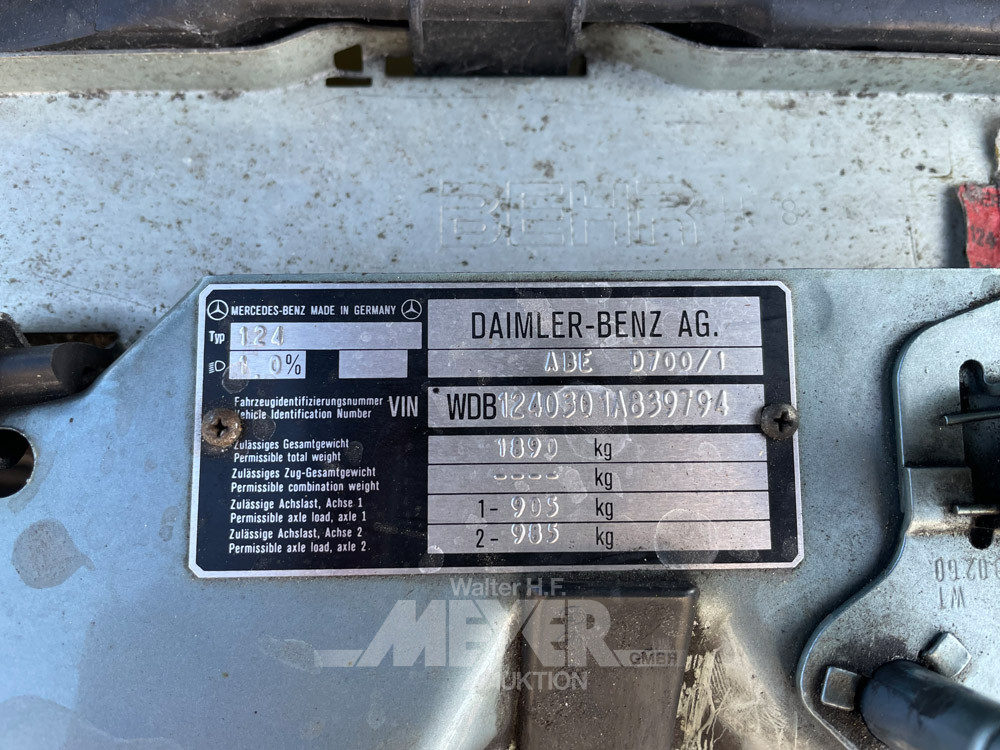 BEHR
MERCEDES-BENZ MADE IN GERMANY
DAIMLER-BENZ AG.
Typ 124
ABE D700/1
1,0%
Fahrzeugidentifizierungsnummer
Vehicle Identification Number VIN WDB1240301A839794
Zulässiges Gesamtgewicht
Permissible total weight 1890 kg
Zulässiges Zug-Gesamtgewicht
Permissible combination weight ---- kg
Zulässige Achslast, Achse 1
Permissible axle load, axle 1 1- 905 kg
Zulässige Achslast, Achse 2
Permissible axle load, axle 2. 2- 985 kg
Walter H.F.
MEYER
GMBH
AUKTION
WT